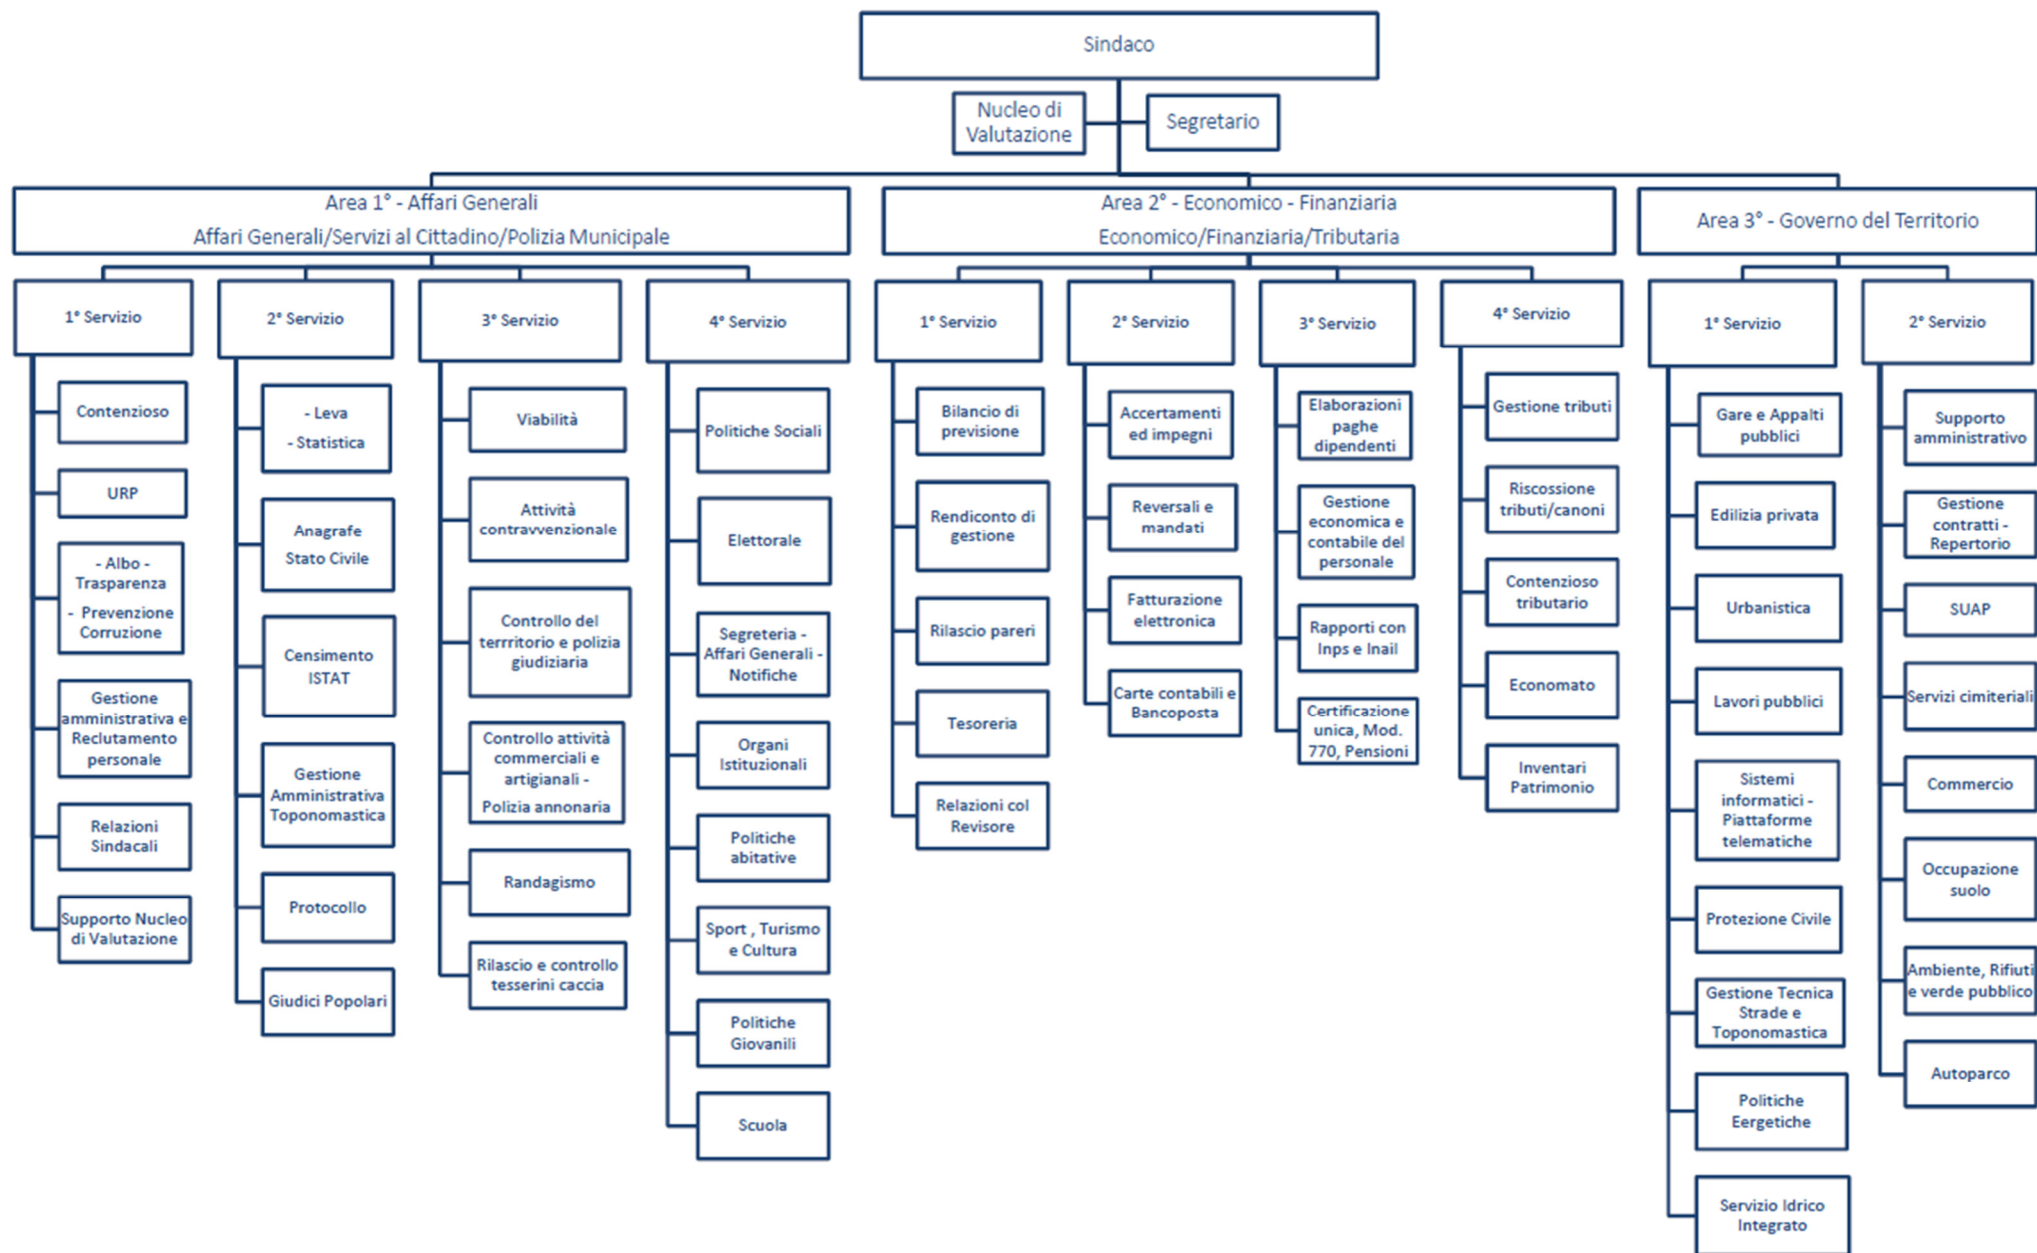 Sindaco
Nucleo di
Valutazione
Segretario
Area 1° - Affari Generali
Affari Generali/Servizi al Cittadino/Polizia Municipale
1° Servizio
Contenzioso
URP
- Albo -
Trasparenza
- Prevenzione
Corruzione
Gestione
amministrativa e
Reclutamento
personale
Relazioni
Sindacali
Supporto Nucleo
di Valutazione
2° Servizio
- Leva
- Statistica
Anagrafe
Stato Civile
Censimento
ISTAT
Gestione
Amministrativa
Toponomastica
Protocollo
Giudici Popolari
3° Servizio
Viabilità
Attività
contravvenzionale
Controllo del
terrritorio e polizia
giudiziaria
Controllo attività
commerciali e
artigianali -
Polizia annonaria
Randagismo
Rilascio e controllo
tesserini caccia
4° Servizio
Politiche Sociali
Elettorale
Segreteria -
Affari Generali -
Notifiche
Organi
Istituzionali
Politiche
abitative
Sport , Turismo
e Cultura
Politiche
Giovanili
Scuola
Area 2° - Economico - Finanziaria
Economico/Finanziaria/Tributaria
1° Servizio
Bilancio di
previsione
Rendiconto di
gestione
Rilascio pareri
Tesoreria
Relazioni col
Revisore
2° Servizio
Accertamenti
ed impegni
Reversali e
mandati
Fatturazione
elettronica
Carte contabili e
Bancoposta
3° Servizio
Elaborazioni
paghe
dipendenti
Gestione
economica e
contabile del
personale
Rapporti con
Inps e Inail
Certificazione
unica, Mod.
770, Pensioni
4° Servizio
Gestione tributi
Riscossione
tributi/canoni
Contenzioso
tributario
Economato
Inventari
Patrimonio
Area 3° - Governo del Territorio
1° Servizio
Gare e Appalti
pubblici
Edilizia privata
Urbanistica
Lavori pubblici
Sistemi
informatici -
Piattaforme
telematiche
Protezione Civile
Gestione Tecnica
Strade e
Toponomastica
Politiche
Eergetiche
Servizio Idrico
Integrato
2° Servizio
Supporto
amministrativo
Gestione
contratti -
Repertorio
SUAP
Servizi cimiteriali
Commercio
Occupazione
suolo
Ambiente, Rifiuti
e verde pubblico
Autoparco